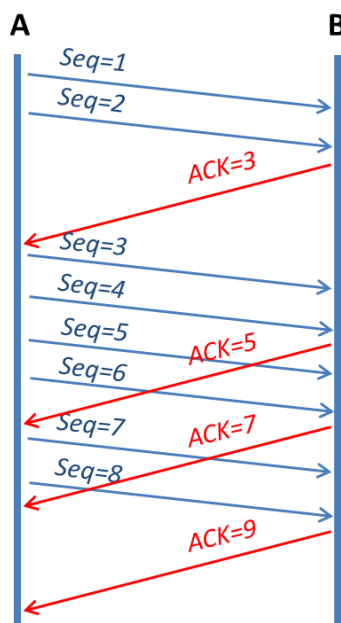 A B
Seq=1
Seq=2
ACK=3
Seq=3
Seq=4
Seq=5
ACK=5
Seq=6
Seq=7
ACK=7
Seq=8
ACK=9